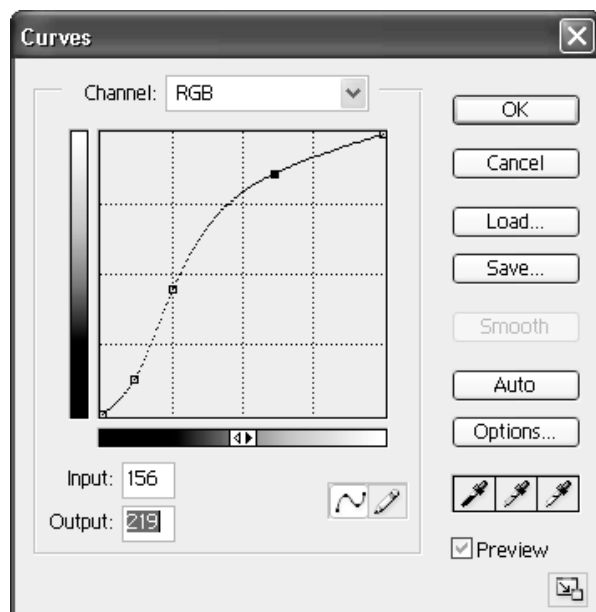 Curves
Channel: RGB
OK
Cancel
Load...
Save...
Smooth
Auto
Options...
Input: 156
Output: 219
Preview